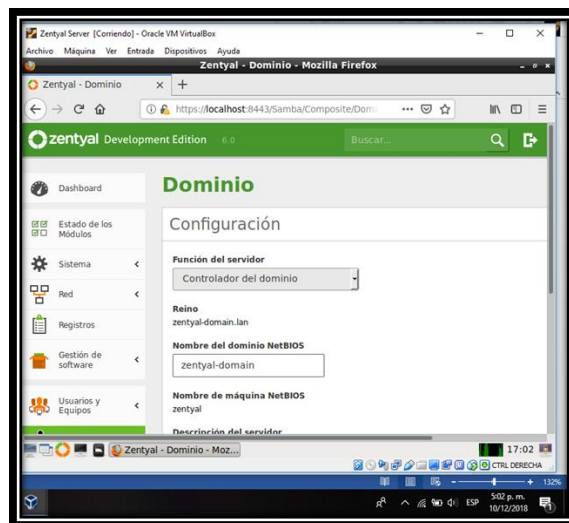 Zentyal Server [Corriendo] - Oracle VM VirtualBox
Archivo Máquina Ver Entrada Dispositivos Ayuda
Zentyal - Dominio - Mozilla Firefox
Zentyal - Dominio
https://localhost:8443/Samba/Composite/Dom
zentyal Development Edition 6.0
Buscar...
Dashboard
Estado de los
Módulos
Sistema
Red
Registros
Gestión de
software
Usuarios y
Equipos
Dominio
Configuración
Función del servidor
Controlador del dominio
Reino
zentyal-domain.lan
Nombre del dominio NetBIOS
zentyal-domain
Nombre de máquina NetBIOS
zentyal
Descripción del servidor
Zentyal - Dominio - Moz...
17:02
CTRL DERECHA
132%
ESP
5:02 p. m.
10/12/2018